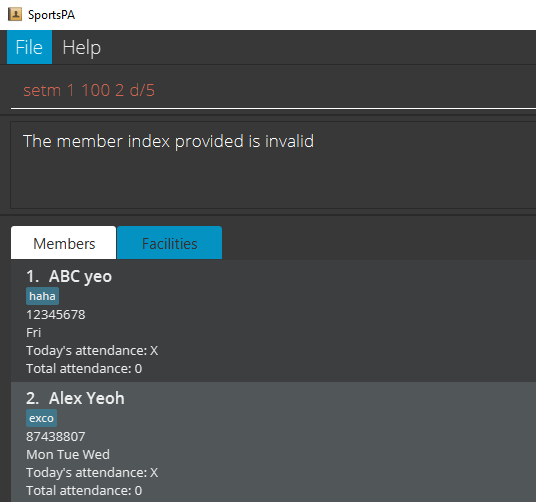 SportsPA
File Help
setm 1 100 2 d/5
The member index provided is invalid
Members Facilities
1. ABC yeo
haha
12345678
Fri
Today's attendance: X
Total attendance: 0
2. Alex Yeoh
exco
87438807
Mon Tue Wed
Today's attendance: X
Total attendance: 0